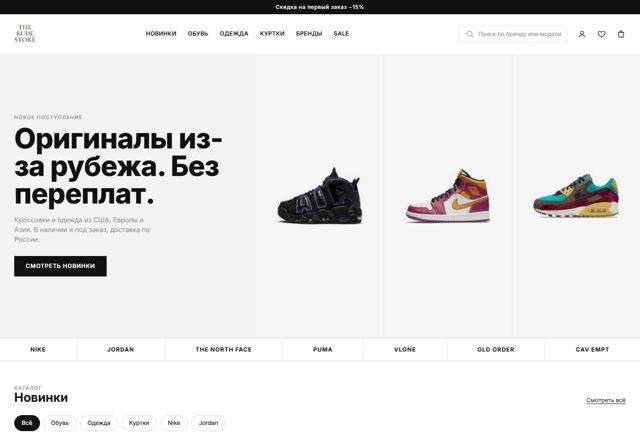 Скидка на первый заказ −15%
THE
RUDE
STORE
НОВИНКИ ОБУВЬ ОДЕЖДА КУРТКИ БРЕНДЫ SALE
Поиск по бренду или модели
НОВОЕ ПОСТУПЛЕНИЕ
Оригиналы из-
за рубежа. Без
переплат.
Кроссовки и одежда из США, Европы и
Азии. В наличии и под заказ, доставка по
России.
СМОТРЕТЬ НОВИНКИ
NIKE JORDAN THE NORTH FACE PUMA VLONE OLD ORDER CAV EMPT
КАТАЛОГ
Новинки
Смотреть всё
Всё Обувь Одежда Куртки Nike Jordan